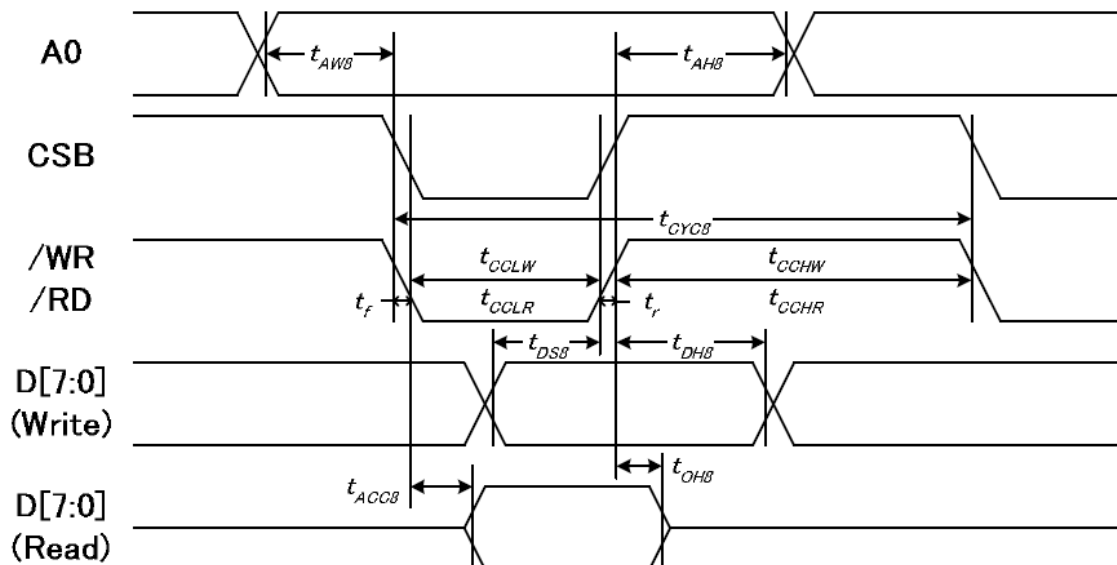 A0
t_AW8
t_AH8
CSB
t_CYC8
/WR
/RD
t_CCLW
t_CCHW
t_f
t_CCLR
t_r
t_CCHR
t_DS8
t_DH8
D[7:0]
(Write)
t_ACC8
t_OH8
D[7:0]
(Read)